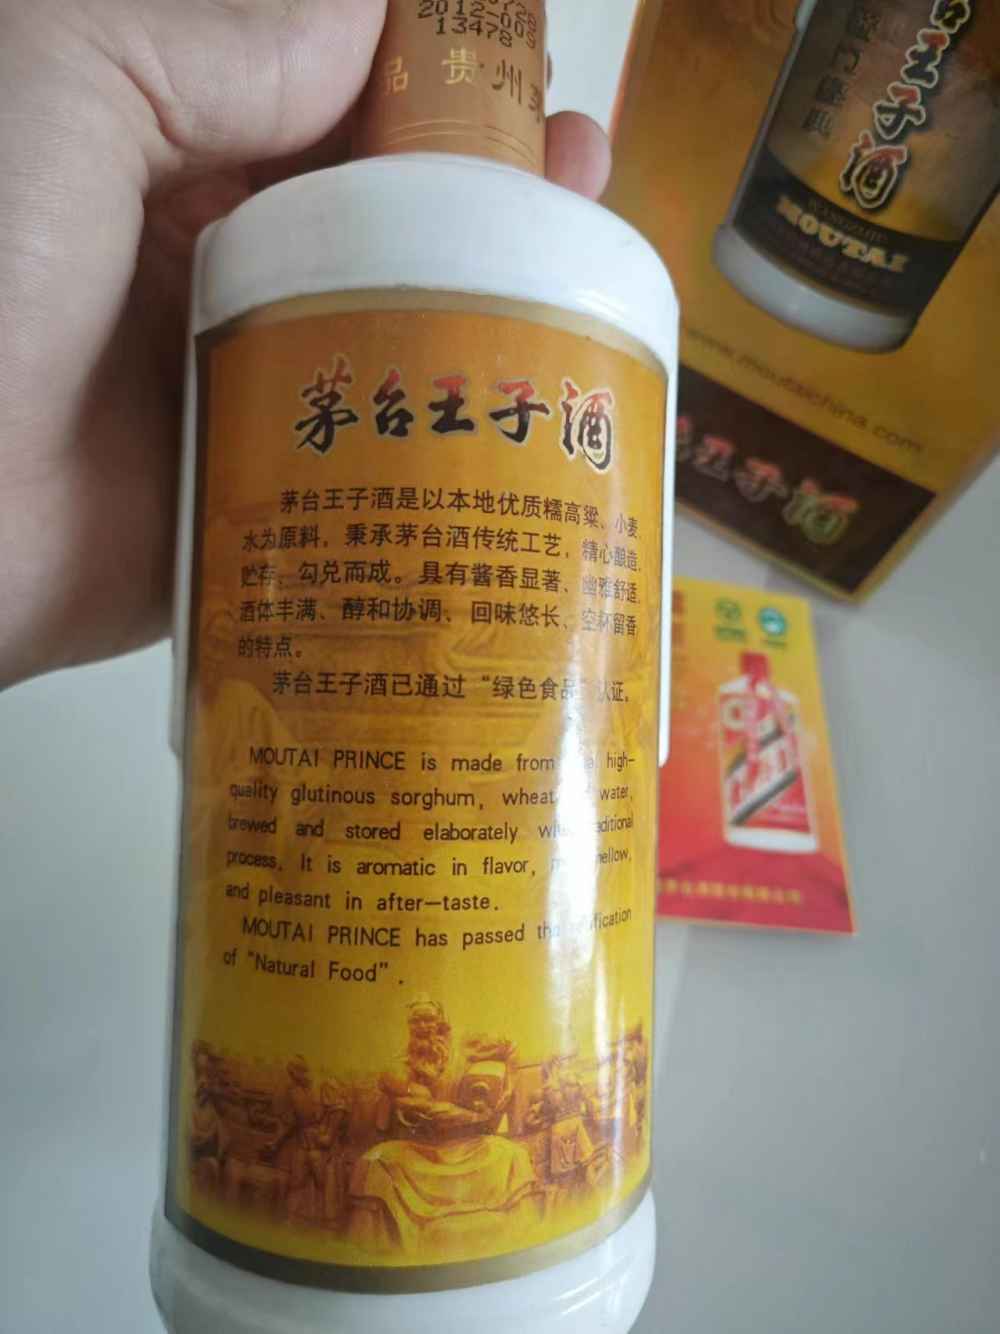 2012-
13478
品 贵 州 茅
台王子酒
MOUTAI
www.moutaichina.com
王子酒
茅台王子酒
茅台王子酒是以本地优质糯高粱、小麦、
水为原料，秉承茅台酒传统工艺，精心酿造、
贮存、勾兑而成。具有酱香显著、幽雅舒适、
酒体丰满、醇和协调、回味悠长、空杯留香
的特点。
茅台王子酒已通过“绿色食品”认证。
MOUTAI PRINCE is made from high-
quality glutinous sorghum, wheat water,
brewed and stored elaborately
process. It is aromatic in flavor, mellow,
and pleasant in after-taste.
MOUTAI PRINCE has passed
of "Natural Food".